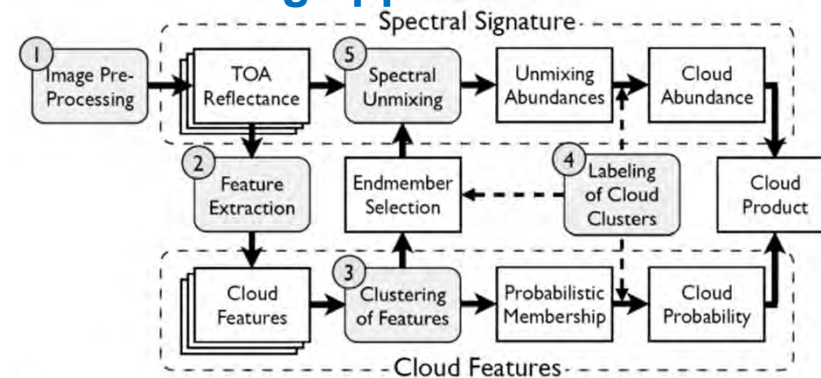 Spectral Signature
1
Image Pre-
Processing
TOA
Reflectance
5
Spectral
Unmixing
Unmixing
Abundances
Cloud
Abundance
2
Feature
Extraction
Endmember
Selection
4
Labeling
of Cloud
Clusters
Cloud
Product
Cloud
Features
3
Clustering
of Features
Probabilistic
Membership
Cloud
Probability
Cloud Features